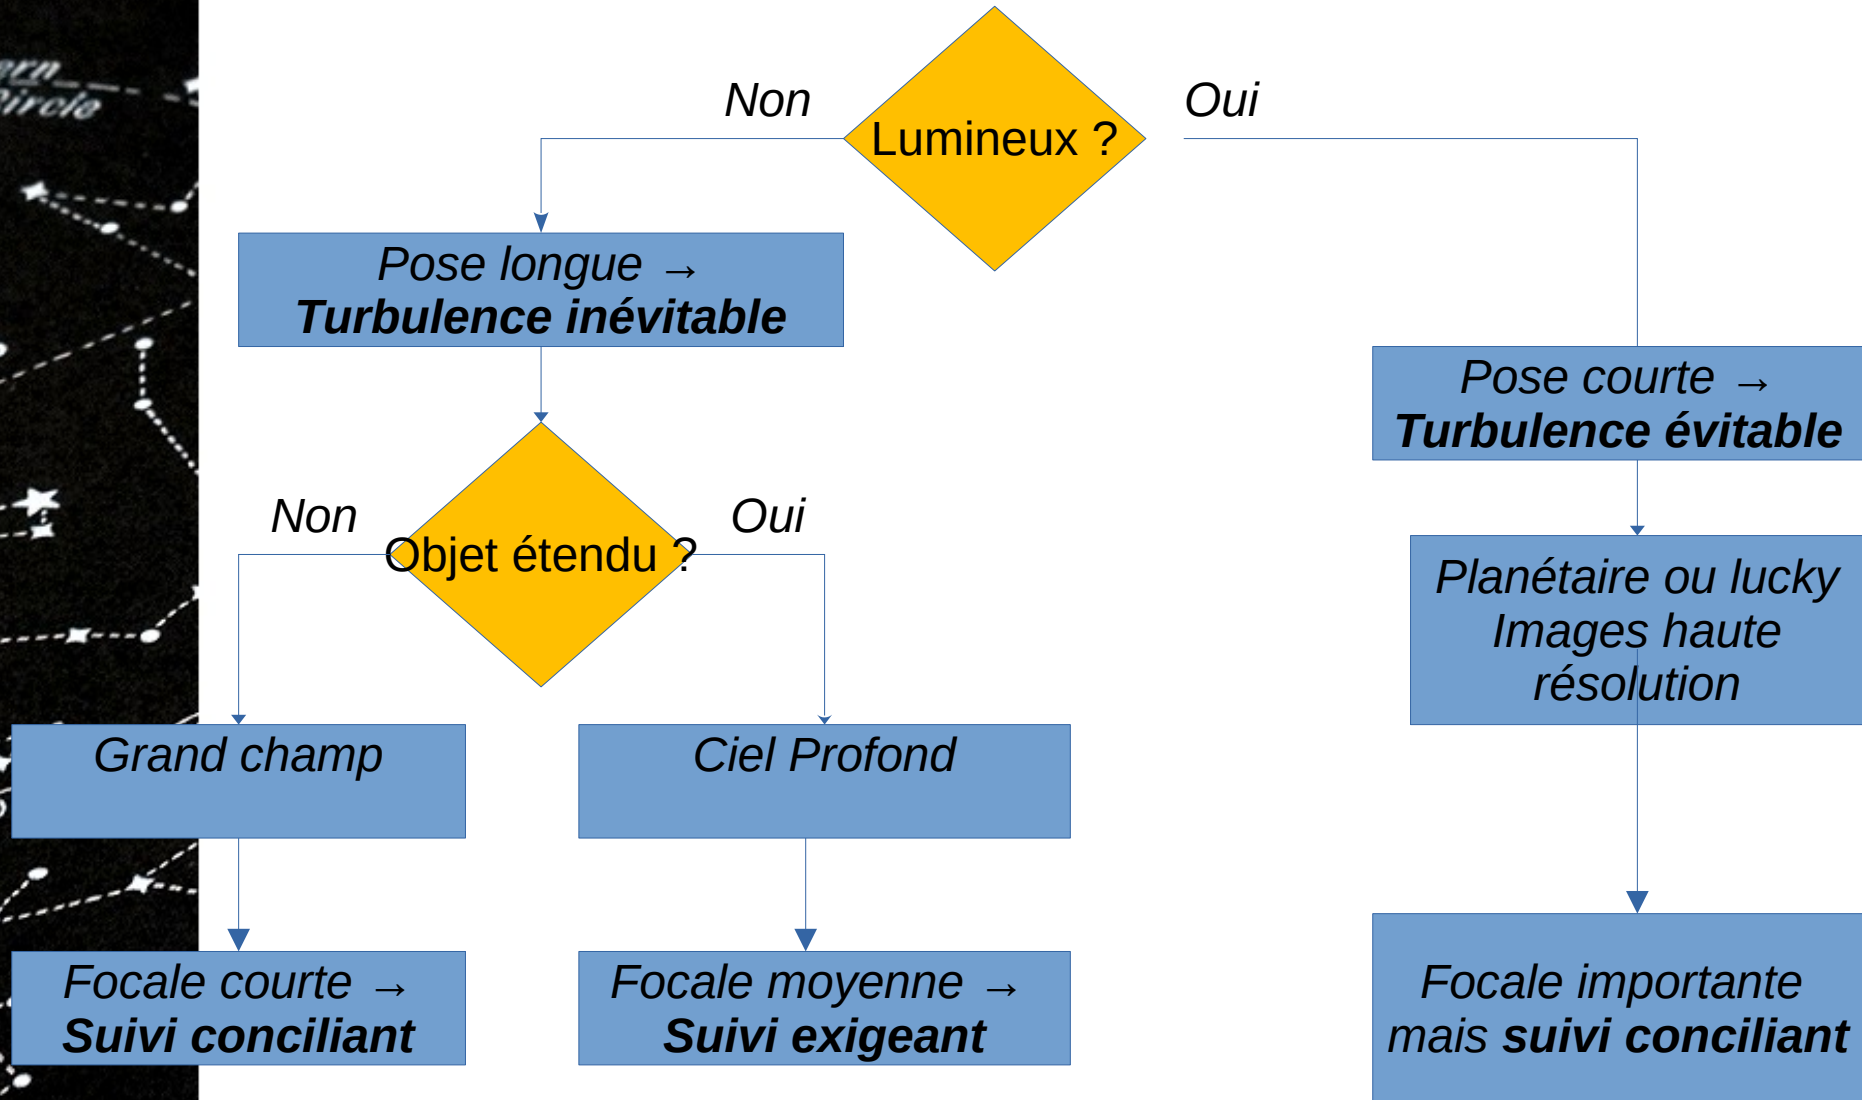 ern
Circle
Non
Lumineux ?
Oui
Pose longue →
Turbulence inévitable
Pose courte →
Turbulence évitable
Non
Objet étendu ?
Oui
Planétaire ou lucky
Images haute
résolution
Grand champ
Ciel Profond
Focale courte →
Suivi conciliant
Focale moyenne →
Suivi exigeant
Focale importante
mais suivi conciliant